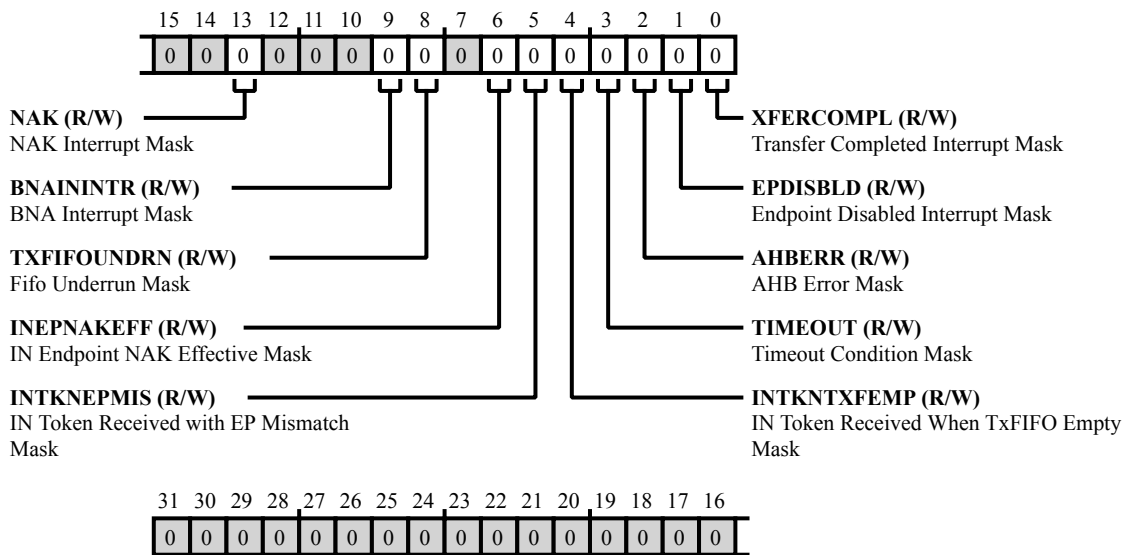 15 14 13 12 11 10 9 8 7 6 5 4 3 2 1 0
0 0 0 0 0 0 0 0 0 0 0 0 0 0 0 0
NAK (R/W)
NAK Interrupt Mask
BNAININTR (R/W)
BNA Interrupt Mask
TXFIFOUNDRN (R/W)
Fifo Underrun Mask
INEPNAKEFF (R/W)
IN Endpoint NAK Effective Mask
INTKNEPMIS (R/W)
IN Token Received with EP Mismatch
Mask
XFERCOMPL (R/W)
Transfer Completed Interrupt Mask
EPDISBLD (R/W)
Endpoint Disabled Interrupt Mask
AHBERR (R/W)
AHB Error Mask
TIMEOUT (R/W)
Timeout Condition Mask
INTKNTXFEMP (R/W)
IN Token Received When TxFIFO Empty
Mask
31 30 29 28 27 26 25 24 23 22 21 20 19 18 17 16
0 0 0 0 0 0 0 0 0 0 0 0 0 0 0 0